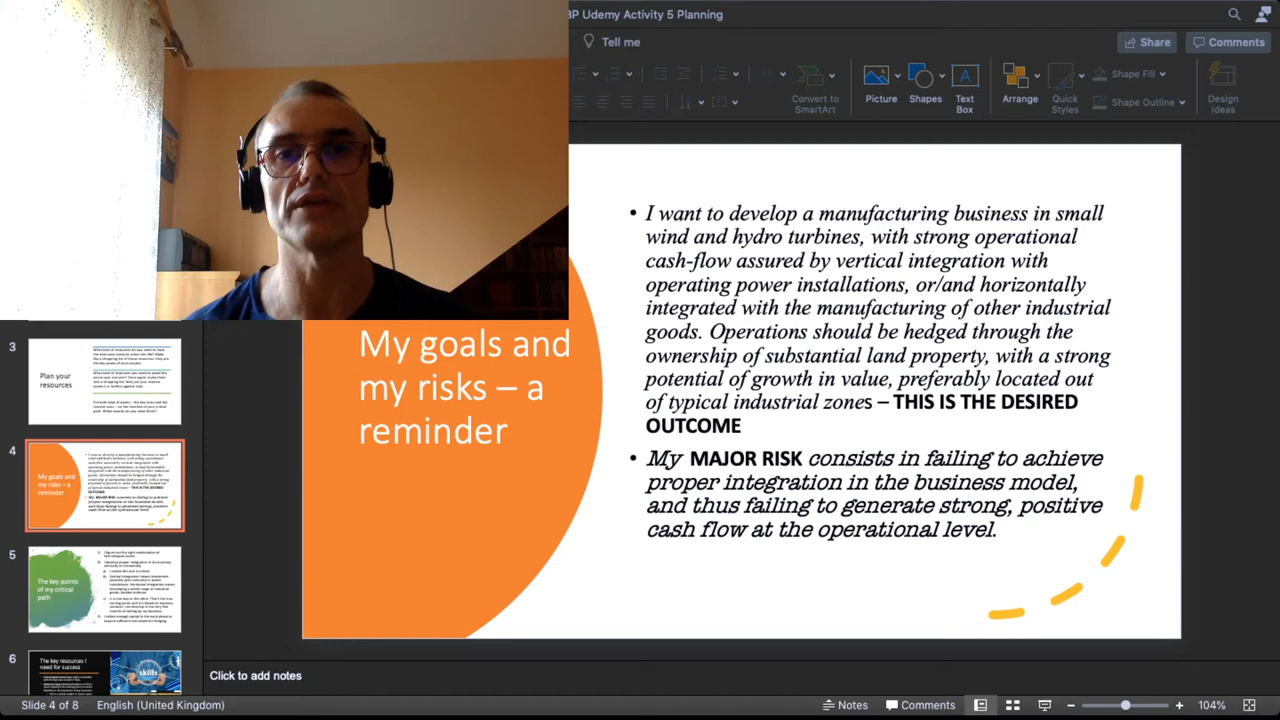 BP Udemy Activity 5 Planning
Tell me
Share
Comments
Convert to
SmartArt
Picture
Shapes
Text
Box
Arrange
Quick
Styles
Shape Fill
Shape Outline
Design
Ideas
3
Plan your
resources
4
My goals and
my risks – a
reminder
5
The key points
of my critical
path
6
The key resources I
need for success
skills
My goals and
my risks – a
reminder
• I want to develop a manufacturing business in small
wind and hydro turbines, with strong operational
cash-flow assured by vertical integration with
operating power installations, or/and horizontally
integrated with the manufacturing of other industrial
goods. Operations should be hedged through the
ownership of substantial land property with a strong
potential of growth in value, preferably located out
of typical industrial zones – THIS IS THE DESIRED
OUTCOME
• My MAJOR RISK consists in failing to achieve
proper integration in the business model,
and thus failing to generate strong, positive
cash flow at the operational level.
Click to add notes
Slide 4 of 8
English (United Kingdom)
Notes
Comments
104%